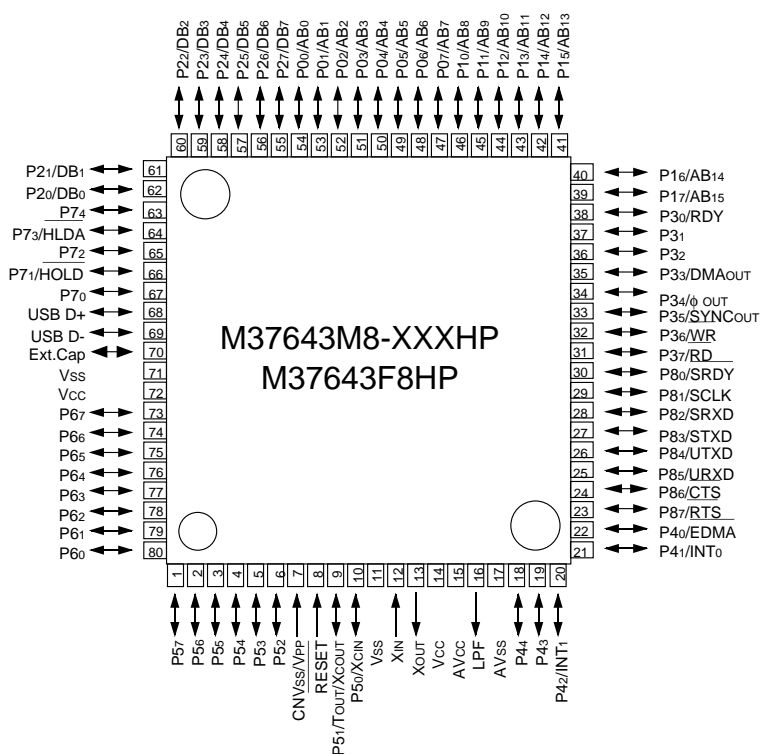 P22/DB2
P23/DB3
P24/DB4
P25/DB5
P26/DB6
P27/DB7
P00/AB0
P01/AB1
P02/AB2
P03/AB3
P04/AB4
P05/AB5
P06/AB6
P07/AB7
P10/AB8
P11/AB9
P12/AB10
P13/AB11
P14/AB12
P15/AB13
60 59 58 57 56 55 54 53 52 51 50 49 48 47 46 45 44 43 42 41
P21/DB1 61
P20/DB0 62
P74 63
P73/HLDA 64
P72 65
P71/HOLD 66
P70 67
USB D+ 68
USB D- 69
Ext.Cap 70
VSS 71
VCC 72
P67 73
P66 74
P65 75
P64 76
P63 77
P62 78
P61 79
P60 80
M37643M8-XXXHP
M37643F8HP
40 P16/AB14
39 P17/AB15
38 P30/RDY
37 P31
36 P32
35 P33/DMAOUT
34 P34/ϕ OUT
33 P35/SYNCOUT
32 P36/WR
31 P37/RD
30 P80/SRDY
29 P81/SCLK
28 P82/SRXD
27 P83/STXD
26 P84/UTXD
25 P85/URXD
24 P86/CTS
23 P87/RTS
22 P40/EDMA
21 P41/INT0
1 2 3 4 5 6 7 8 9 10 11 12 13 14 15 16 17 18 19 20
P57
P56
P55
P54
P53
P52
CNVSS/VPP
RESET
P51/TOUT/XCOUT
P50/XCIN
VSS
XIN
XOUT
VCC
AVCC
LPF
AVSS
P44
P43
P42/INT1